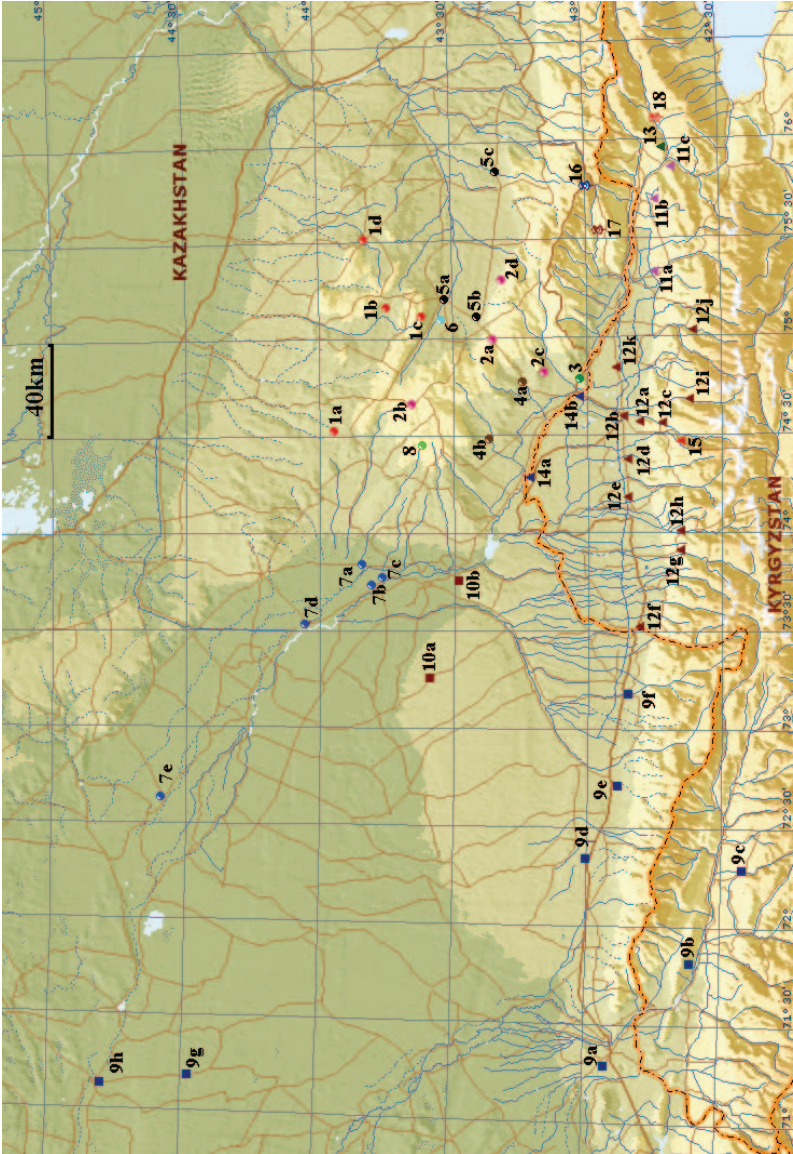 45°
44°30'
44°
43°30'
43°
42°30'
KAZAKHSTAN
40km
76°
75°30'
75°
74°30'
74°
73°30'
73°
72°30'
72°
71°30'
71°
KYRGYZSTAN
1a
1b
1c
1d
2a
2b
2c
2d
3
4a
4b
5a
5b
5c
6
7a
7b
7c
7d
7e
8
9a
9b
9c
9d
9e
9f
9g
9h
10a
10b
11a
11b
11c
12a
12b
12c
12d
12e
12f
12g
12h
12i
12j
12k
13
14a
14b
15
16
17
18